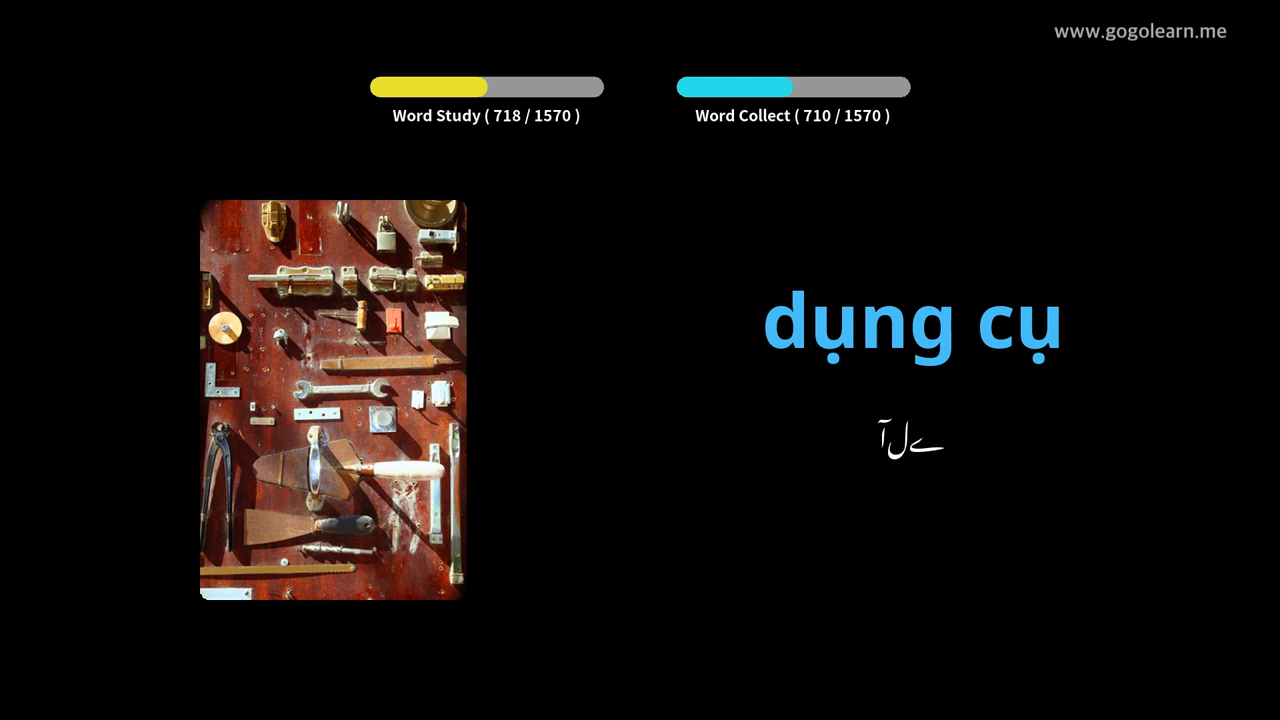 www.gogolearn.me
Word Study ( 718 / 1570 )
Word Collect ( 710 / 1570 )
dụng cụ
آلے